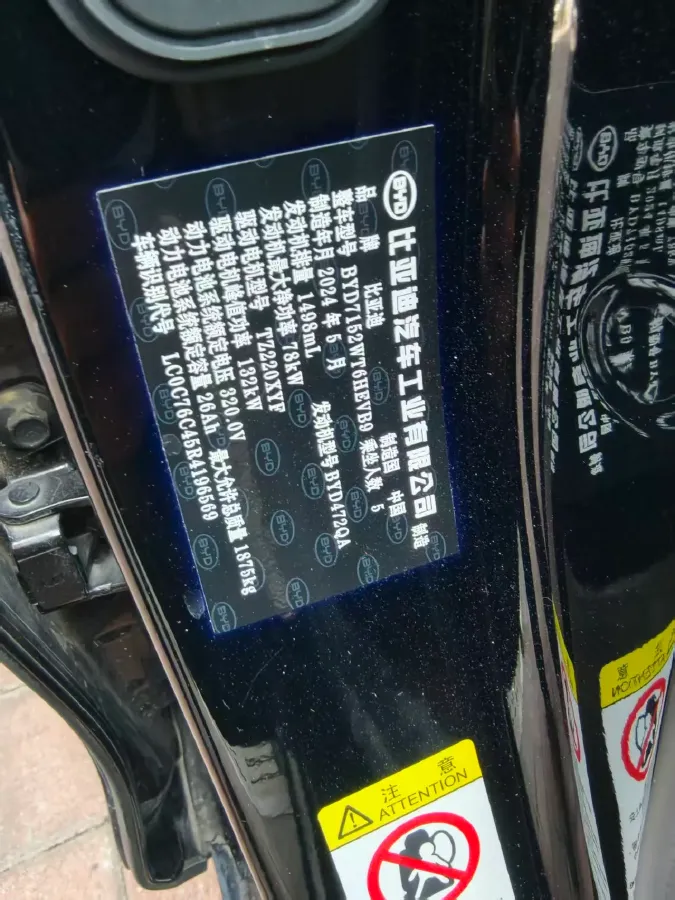 BYD 比亚迪汽车工业有限公司 制造
品牌 比亚迪 制造国 中国
整车型号 BYD7152WT6HEVB9 乘坐人数 5
制造年月 2024 年 5 月
发动机排量 1498mL 发动机型号 BYD472QA
发动机最大净功率 78kW
驱动电机型号 TZ220XYF
驱动电机峰值功率 132kW
动力电池系统额定电压 320.0V 最大允许总质量 1875kg
动力电池系统额定容量 26Ah
车辆识别代号 LC0C76C45R4196569
注意
ATTENTION